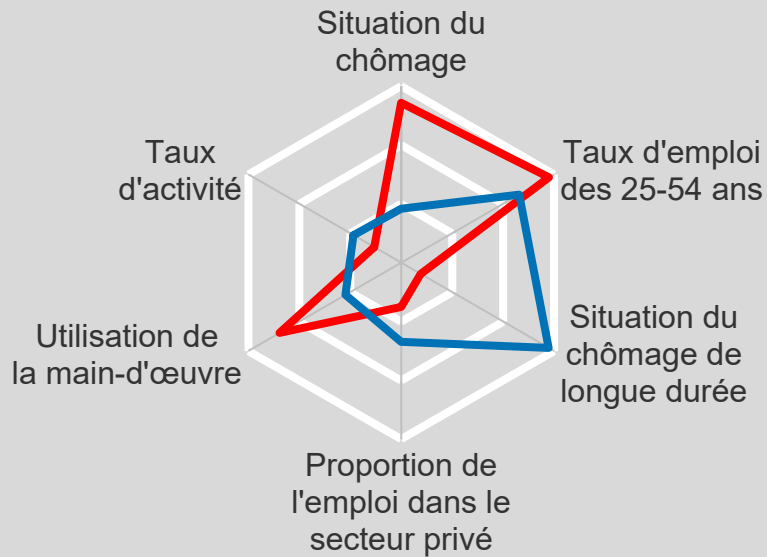 Situation du
chômage
Taux d'emploi
des 25-54 ans
Situation du
chômage de
longue durée
Proportion de
l'emploi dans le
secteur privé
Utilisation de
la main-d'œuvre
Taux
d'activité